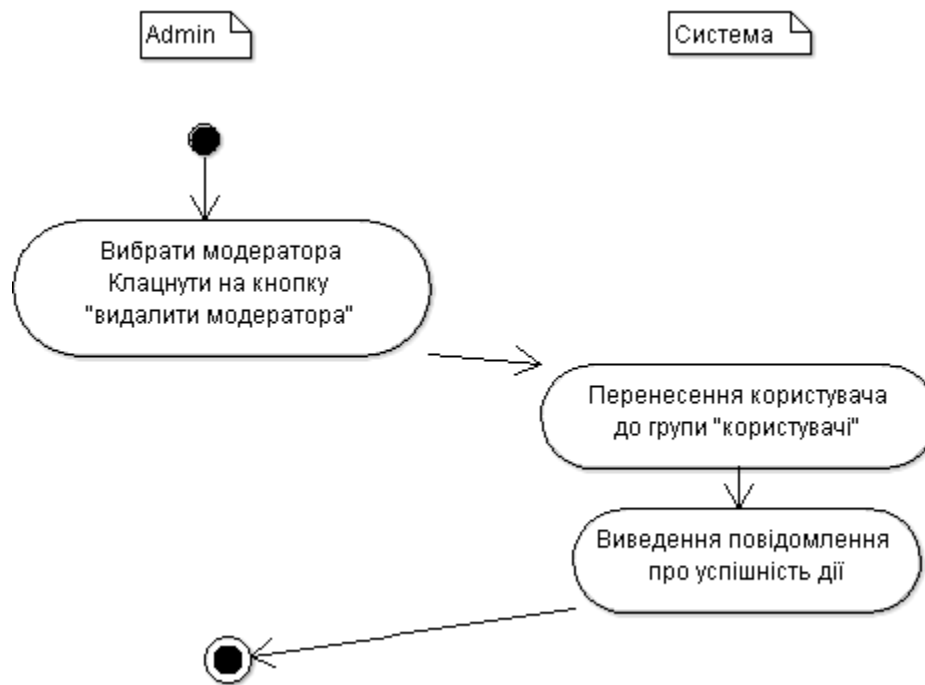 Admin
Система
Вибрати модератора
Клацнути на кнопку
"видалити модератора"
Перенесення користувача
до групи "користувачі"
Виведення повідомлення
про успішність дії